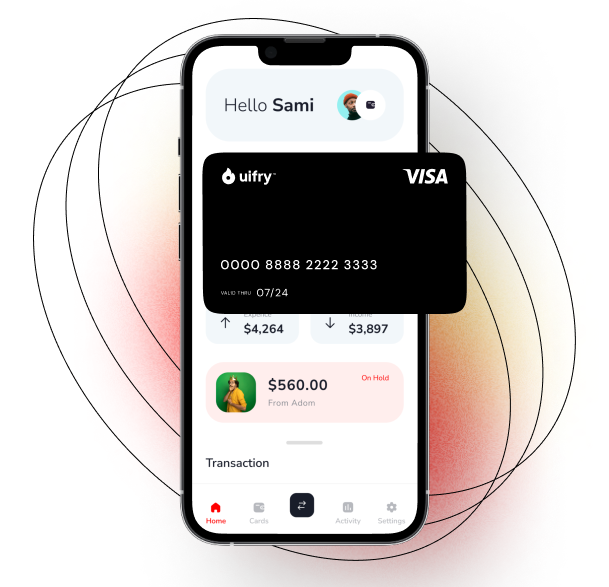 Hello Sami
uifry™
VISA
0000 8888 2222 3333
VALID THRU 07/24
Expence
Income
$4,264
$3,897
$560.00
On Hold
From Adom
Transaction
Home
Cards
Activity
Settings